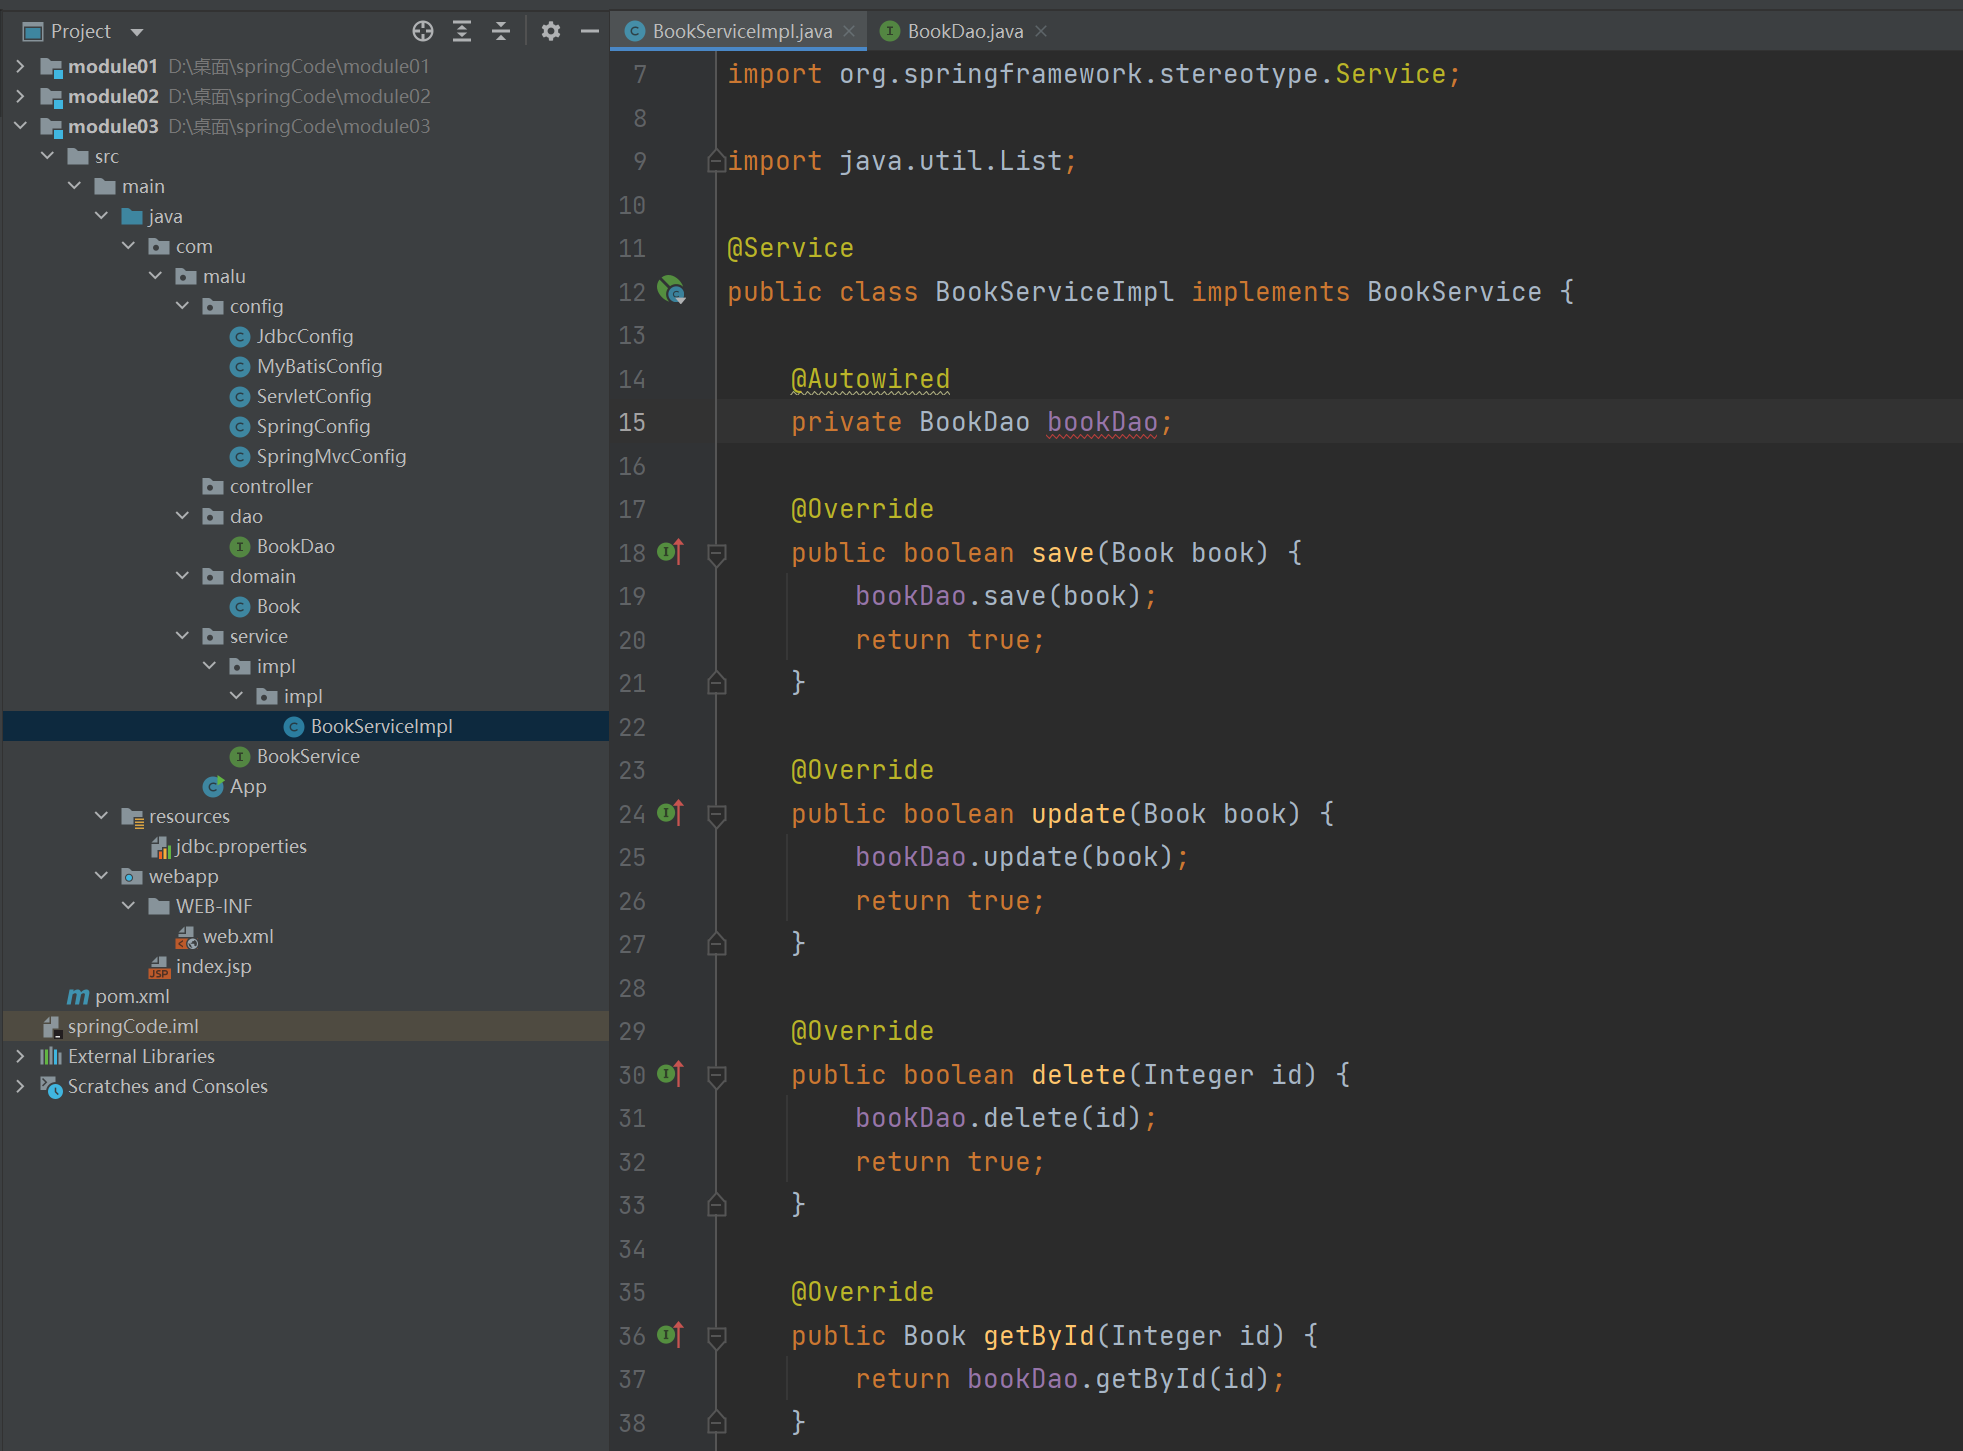 Project
module01 D:\桌面\springCode\module01
module02 D:\桌面\springCode\module02
module03 D:\桌面\springCode\module03
src
main
java
com
malu
config
JdbcConfig
MyBatisConfig
ServletConfig
SpringConfig
SpringMvcConfig
controller
dao
BookDao
domain
Book
service
impl
impl
BookServiceImpl
BookService
App
resources
jdbc.properties
webapp
WEB-INF
web.xml
index.jsp
pom.xml
springCode.iml
External Libraries
Scratches and Consoles
BookServiceImpl.java BookDao.java
7 import org.springframework.stereotype.Service;
8
9 import java.util.List;
10
11 @Service
12 public class BookServiceImpl implements BookService {
13
14 @Autowired
15 private BookDao bookDao;
16
17 @Override
18 public boolean save(Book book) {
19 bookDao.save(book);
20 return true;
21 }
22
23 @Override
24 public boolean update(Book book) {
25 bookDao.update(book);
26 return true;
27 }
28
29 @Override
30 public boolean delete(Integer id) {
31 bookDao.delete(id);
32 return true;
33 }
34
35 @Override
36 public Book getById(Integer id) {
37 return bookDao.getById(id);
38 }